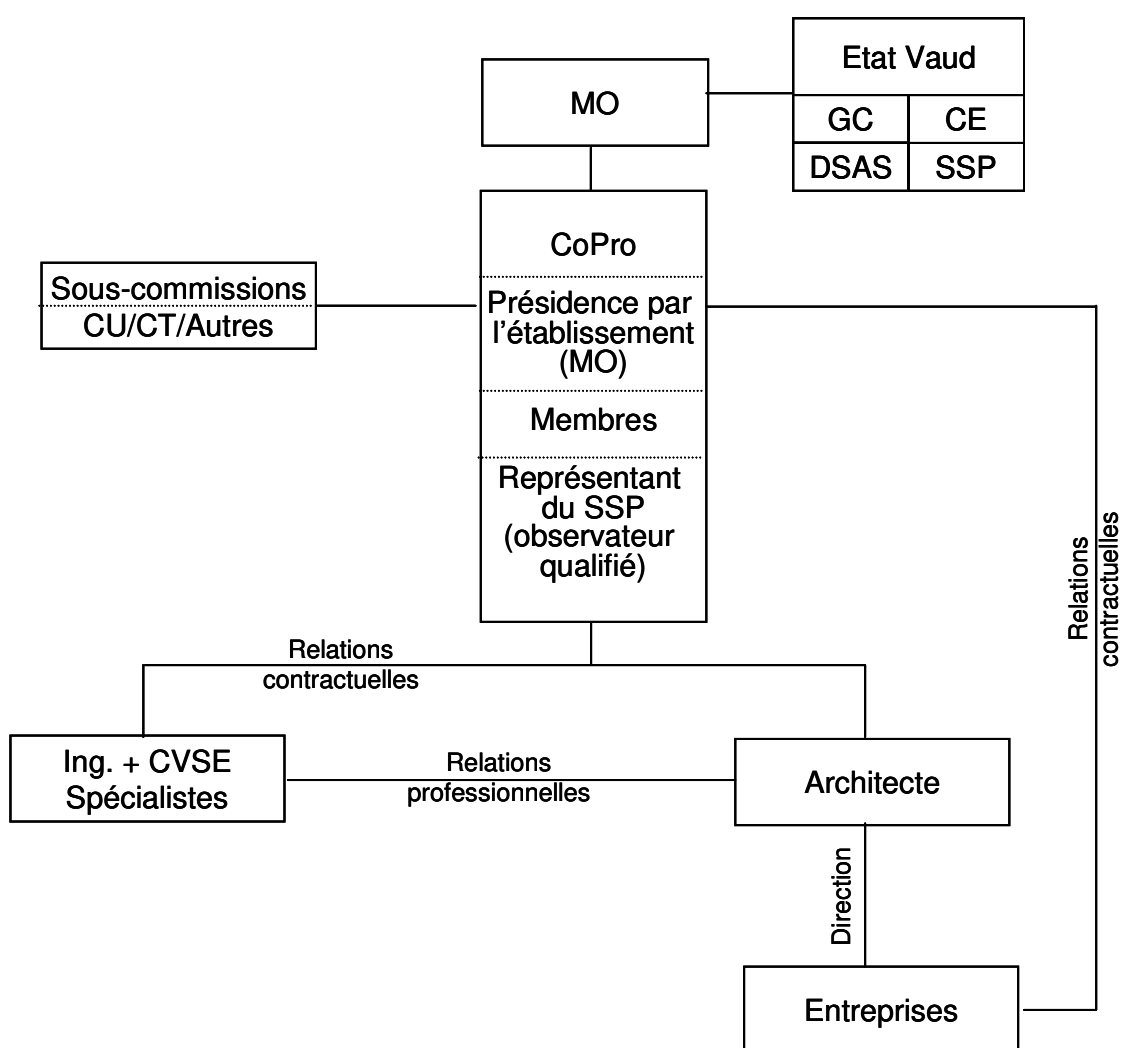 Etat Vaud
MO
GC
CE
DSAS
SSP
CoPro
Sous-commissions
CU/CT/Autres
Présidence par
l'établissement
(MO)
Membres
Représentant
du SSP
(observateur
qualifié)
Relations
contractuelles
Relations
contractuelles
Ing. + CVSE
Spécialistes
Relations
professionnelles
Architecte
Direction
Entreprises